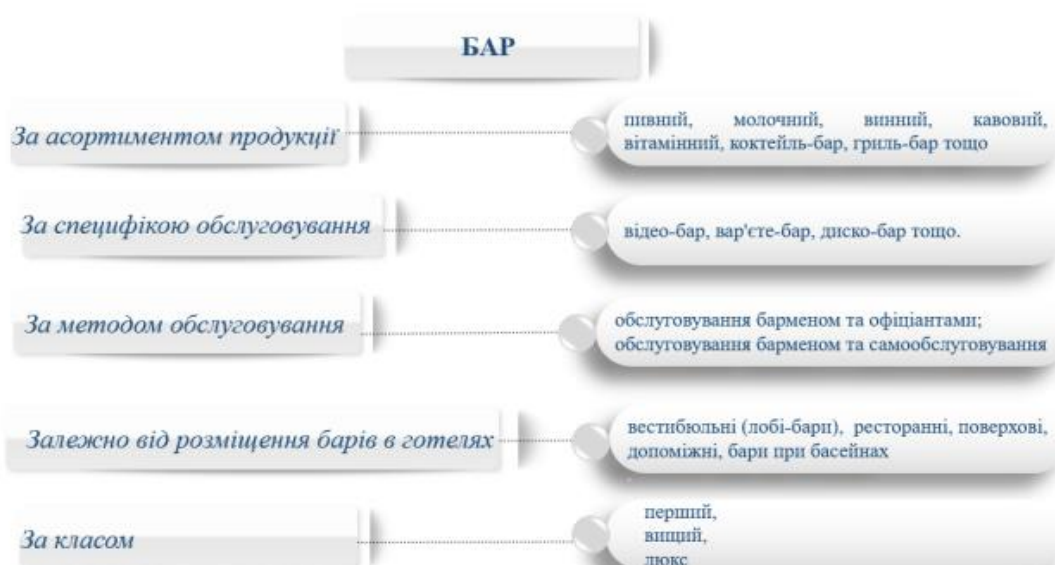 БАР
За асортиментом продукції
пивний, молочний, винний, кавовий,
вітамінний, коктейль-бар, гриль-бар тощо
За специфікою обслуговування
відео-бар, вар'єте-бар, диско-бар тощо.
За методом обслуговування
обслуговування барменом та офіціантами;
обслуговування барменом та самообслуговування
Залежно від розміщення барів в готелях
вестибюльні (лобі-бари), ресторанні, поверхові,
допоміжні, бари при басейнах
За класом
перший,
вищий,
люкс